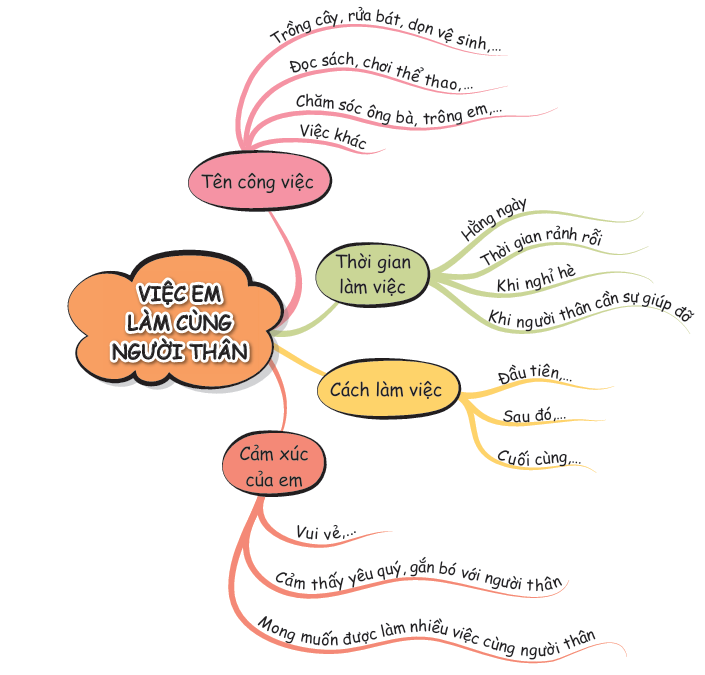 Trồng cây, rửa bát, dọn vệ sinh,...
Đọc sách, chơi thể thao,...
Chăm sóc ông bà, trông em,...
Việc khác
Tên công việc
Hằng ngày
Thời gian rảnh rỗi
Khi nghỉ hè
Khi người thân cần sự giúp đỡ
Thời gian
làm việc
VIỆC EM
LÀM CÙNG
NGƯỜI THÂN
Cách làm việc
Đầu tiên,...
Sau đó,...
Cuối cùng,...
Cảm xúc
của em
Vui vẻ,...
Cảm thấy yêu quý, gắn bó với người thân
Mong muốn được làm nhiều việc cùng người thân